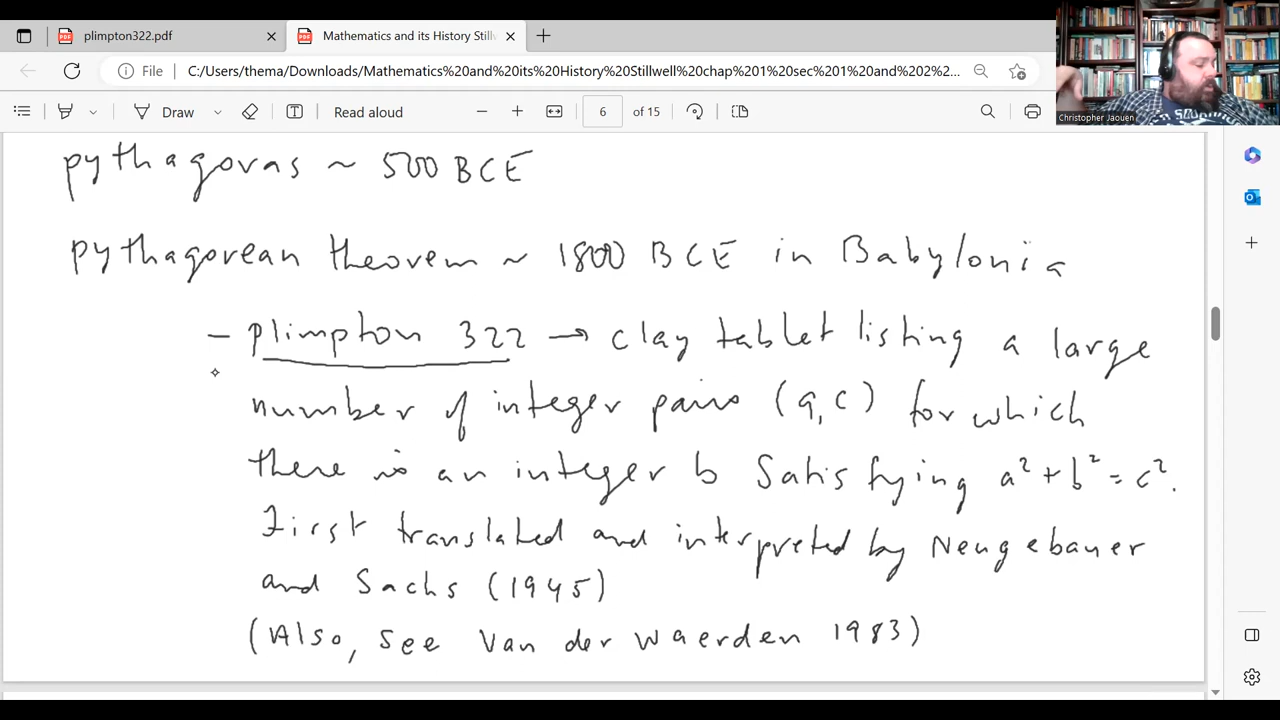 plimpton322.pdf
Mathematics and its History Stillw
File
C:/Users/thema/Downloads/Mathematics%20and%20its%20History%20Stillwell%20chap%201%20sec%201%20and%202%2...
Draw
Read aloud
6 of 15
Christopher Jaouen
pythagoras ~ 500 BCE
pythagorean theorem ~ 1800 BCE in Babylonia
- Plimpton 322 → clay tablet listing a large
number of integer pairs (a, c) for which
there is an integer b Satisfying a² + b² = c².
First translated and interpreted by Neugebauer
and Sachs (1945)
(Also, See Van der Waerden 1983)